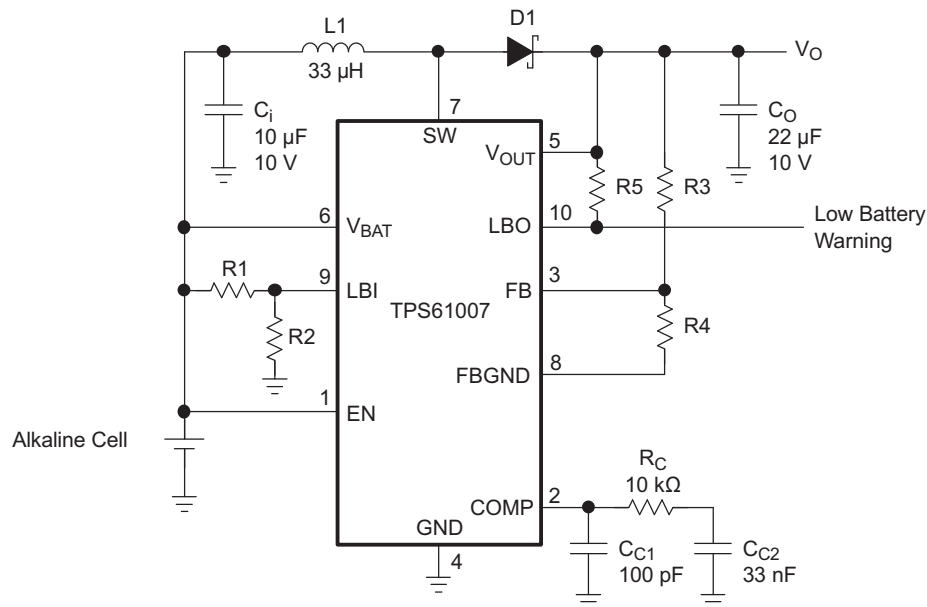 L1
33 µH
D1
VO
Ci
10 µF
10 V
7
SW
CO
22 µF
10 V
VOUT
5
R5
R3
6
VBAT
LBO
10
Low Battery
Warning
R1
9
LBI
TPS61007
FB
3
R2
R4
FBGND
8
1
EN
Alkaline Cell
RC
10 kΩ
COMP
2
GND
4
CC1
100 pF
CC2
33 nF